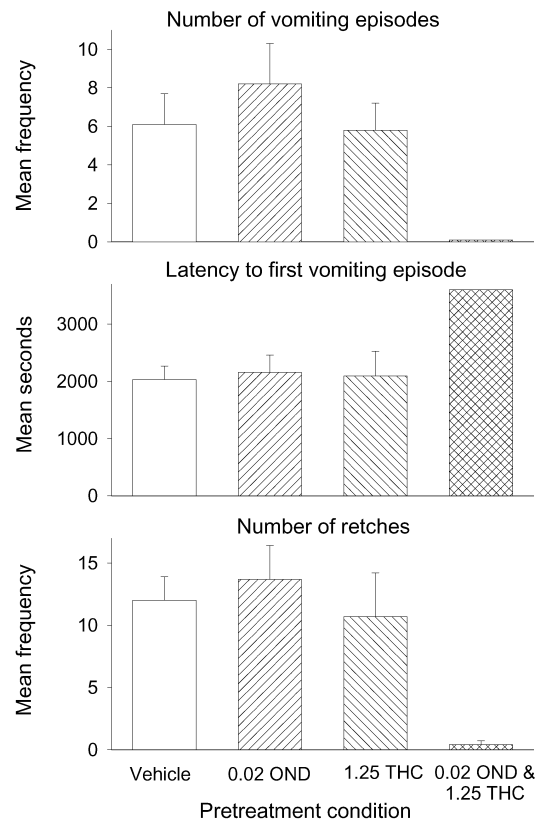 Number of vomiting episodes
Mean frequency
10
8
6
4
2
0
Latency to first vomiting episode
Mean seconds
3000
2000
1000
0
Number of retches
Mean frequency
15
10
5
0
Vehicle
0.02 OND
1.25 THC
0.02 OND &
1.25 THC
Pretreatment condition